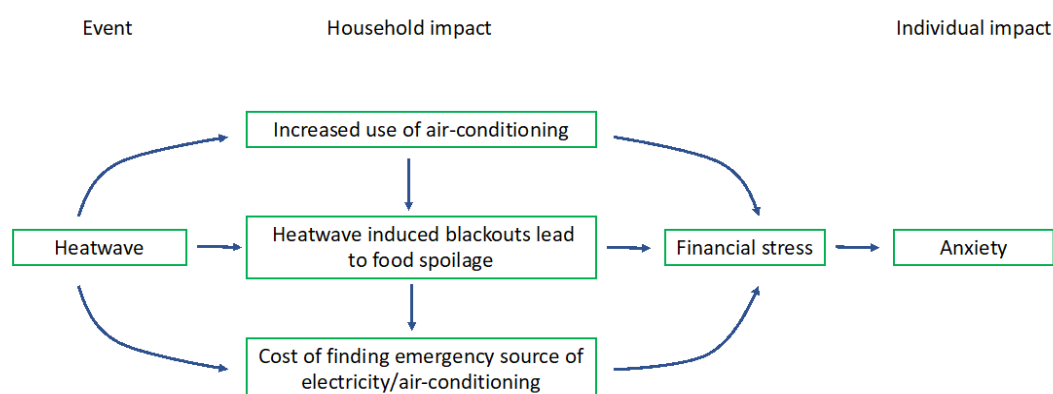 Event
Household impact
Individual impact
Increased use of air-conditioning
Heatwave
Heatwave induced blackouts lead
to food spoilage
Financial stress
Anxiety
Cost of finding emergency source of
electricity/air-conditioning